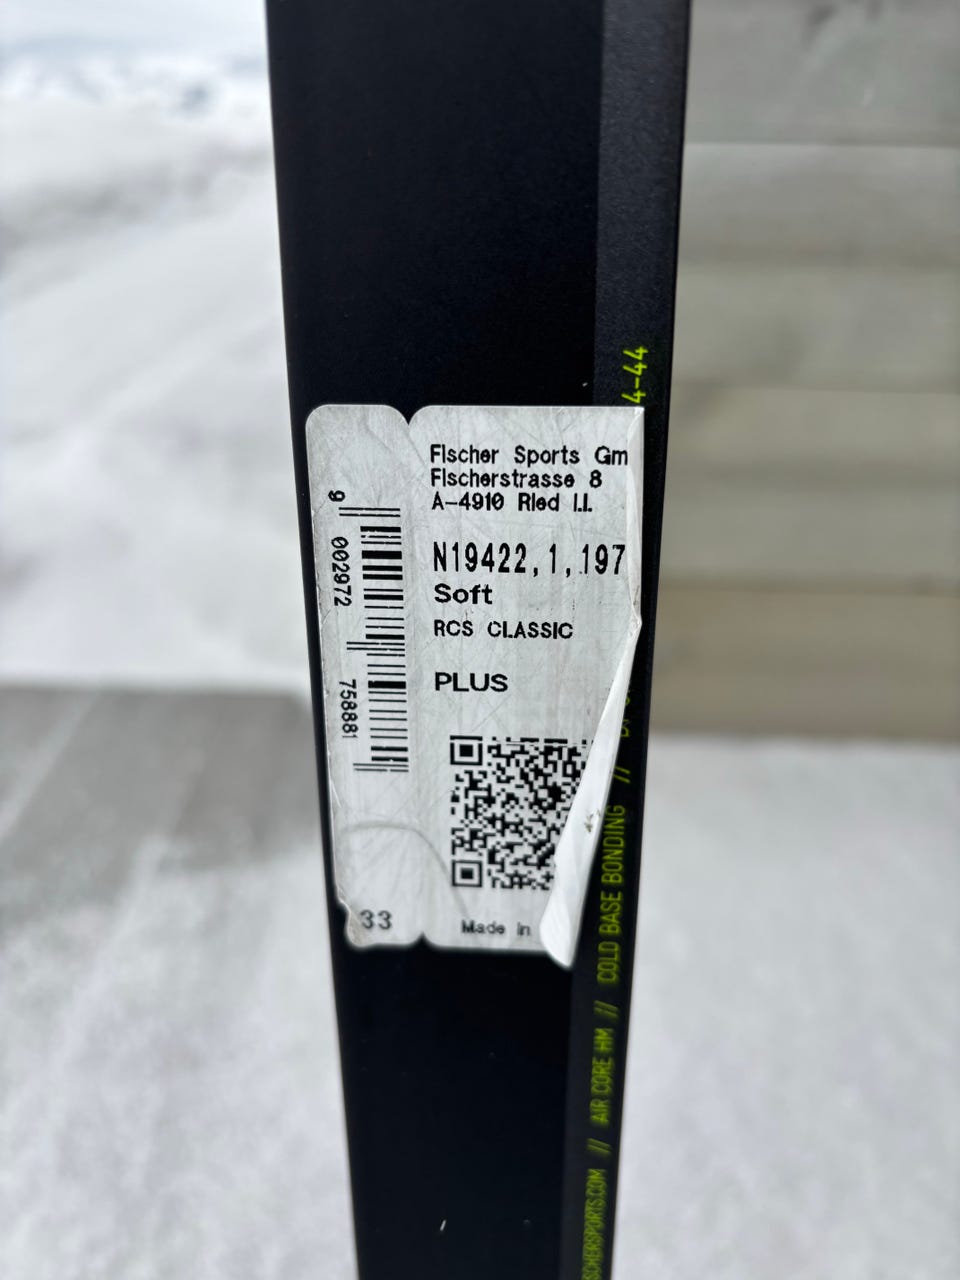 Fischer Sports Gm
Fischerstrasse 8
A-4910 Ried I.I.
N19422,1,197
Soft
RCS CLASSIC
PLUS
Made in
9 002972 758881
33
4-44
// COLD BASE BONDING // AIR CORE HM //